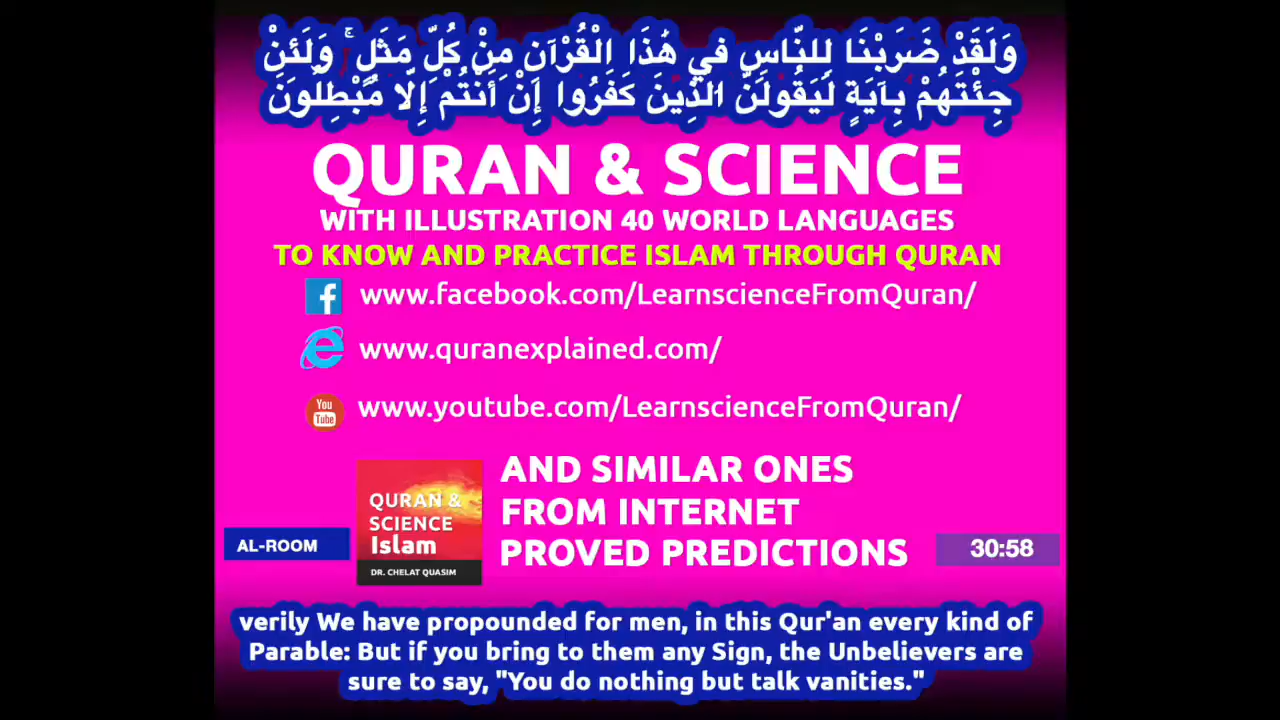 وَلَقَدْ ضَرَبْنَا لِلنَّاسِ فِي هَٰذَا الْقُرْآنِ مِنْ كُلِّ مَثَلٍ ۚ وَلَئِنْ
جِئْتَهُمْ بِآيَةٍ لَيَقُولَنَّ الَّذِينَ كَفَرُوا إِنْ أَنْتُمْ إِلَّا مُبْطِلُونَ
QURAN & SCIENCE
WITH ILLUSTRATION 40 WORLD LANGUAGES
TO KNOW AND PRACTICE ISLAM THROUGH QURAN
www.facebook.com/LearnscienceFromQuran/
www.quranexplained.com/
You
Tube
www.youtube.com/LearnscienceFromQuran/
QURAN &
SCIENCE
Islam
DR. CHELAT QUASIM
AND SIMILAR ONES
FROM INTERNET
PROVED PREDICTIONS
AL-ROOM
30:58
verily We have propounded for men, in this Qur'an every kind of
Parable: But if you bring to them any Sign, the Unbelievers are
sure to say, "You do nothing but talk vanities."